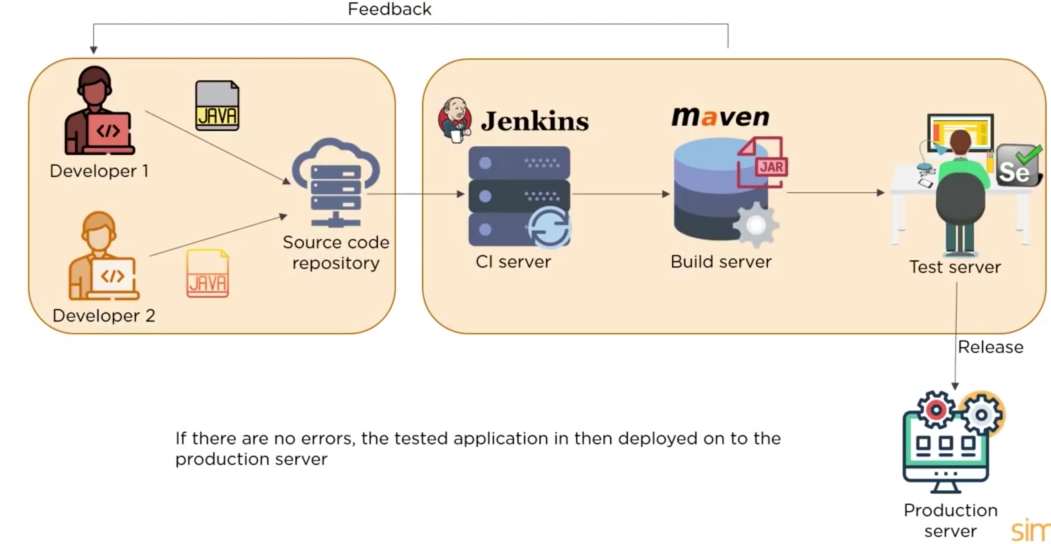 Feedback
JAVA
Developer 1
Jenkins
maven
JAR
Se
Source code
repository
CI server
Build server
Test server
JAVA
Developer 2
Release
If there are no errors, the tested application in then deployed on to the
production server
Production
server
sim